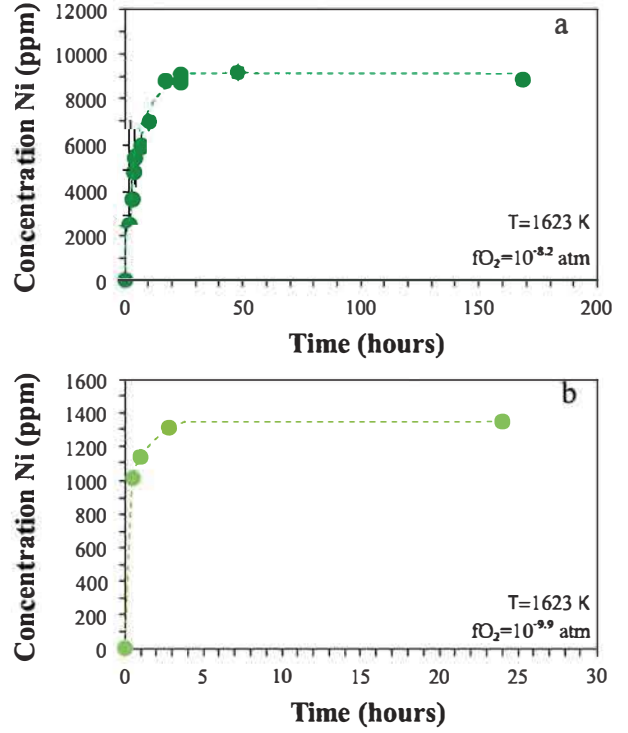 a
Concentration Ni (ppm)
12000
10000
8000
6000
4000
2000
0
T=1623 K
fO₂=10⁻⁸·² atm
0 50 100 150 200
Time (hours)
b
Concentration Ni (ppm)
1600
1400
1200
1000
800
600
400
200
0
T=1623 K
fO₂=10⁻⁹·⁹ atm
0 5 10 15 20 25 30
Time (hours)